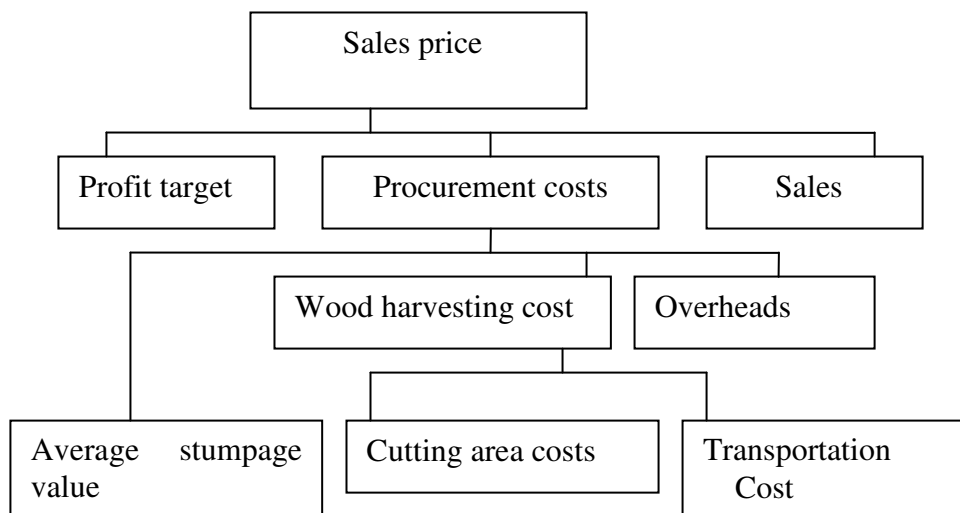 Sales price
Profit target
Procurement costs
Sales
Wood harvesting cost
Overheads
Average stumpage
value
Cutting area costs
Transportation
Cost